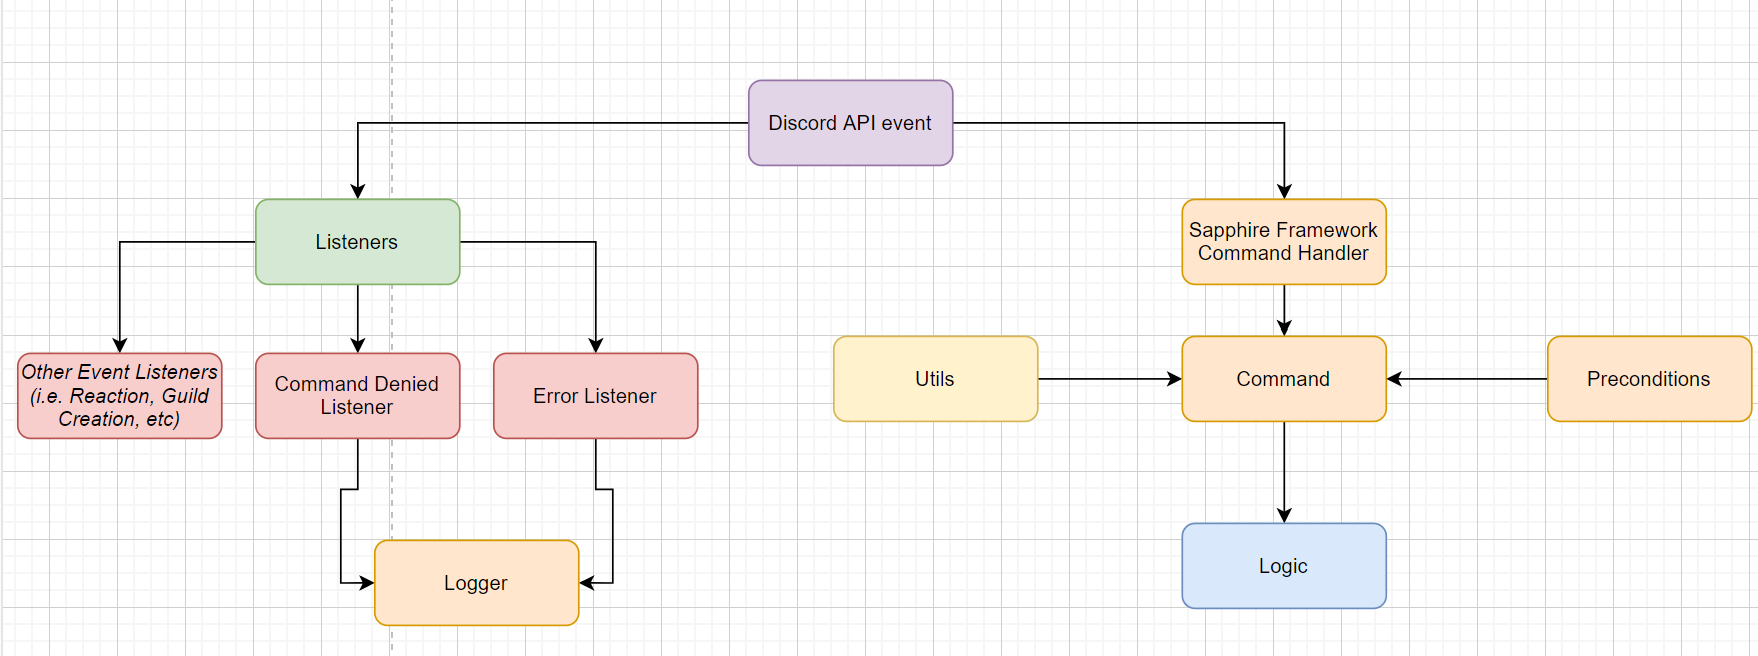 Discord API event
Listeners
Sapphire Framework
Command Handler
Other Event Listeners
(i.e. Reaction, Guild
Creation, etc)
Command Denied
Listener
Error Listener
Utils
Command
Preconditions
Logger
Logic